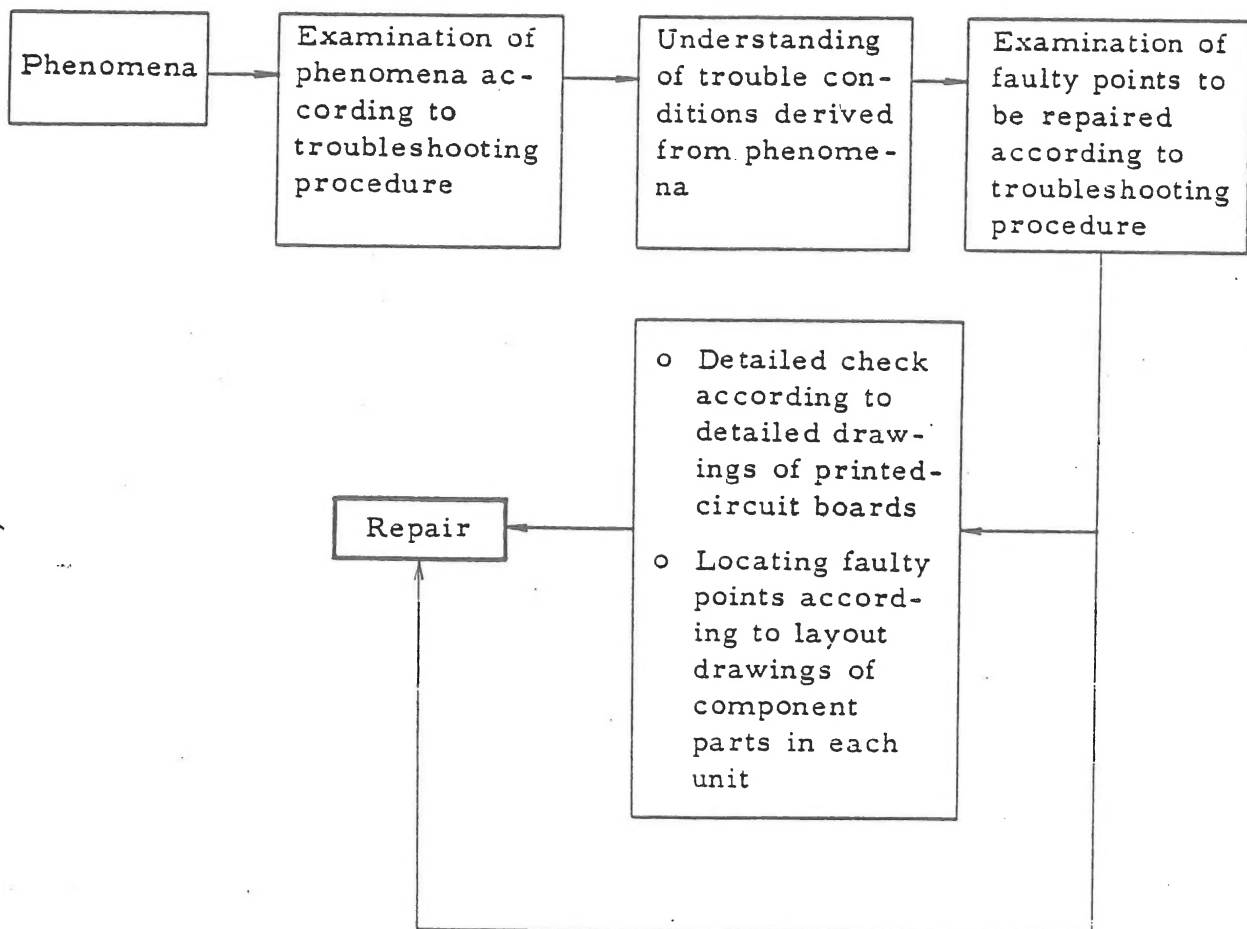 Phenomena
Examination of
phenomena ac-
cording to
troubleshooting
procedure
Understanding
of trouble con-
ditions derived
from phenome-
na
Examination of
faulty points to
be repaired
according to
troubleshooting
procedure
o Detailed check
according to
detailed draw-
ings of printed-
circuit boards
o Locating faulty
points accord-
ing to layout
drawings of
component
parts in each
unit
Repair